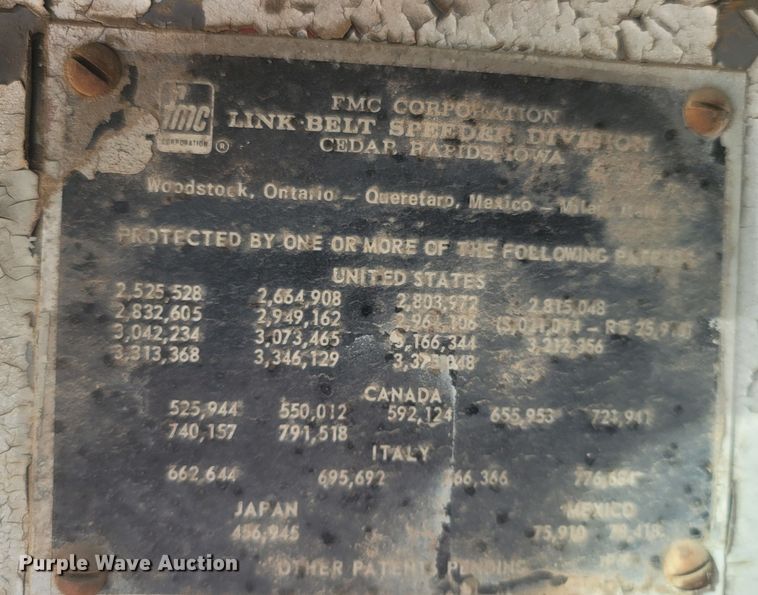 FMC
CORPORATION
®
FMC CORPORATION
LINK-BELT SPEEDER DIVISION
CEDAR RAPIDS, IOWA
Woodstock, Ontario – Queretaro, Mexico –
PROTECTED BY ONE OR MORE OF THE FOLLOWING PATENTS
UNITED STATES
2,525,528 2,664,908 2,803,972 2,815,048
2,832,605 2,949,162
3,042,234 3,073,465 3,166,344 3,212,356
3,313,368 3,346,129
CANADA
525,944 550,012 592,124 655,953
740,157 791,518
ITALY
662,644 695,692
JAPAN MEXICO
456,945 75,910
OTHER PATENTS PENDING
Purple Wave Auction